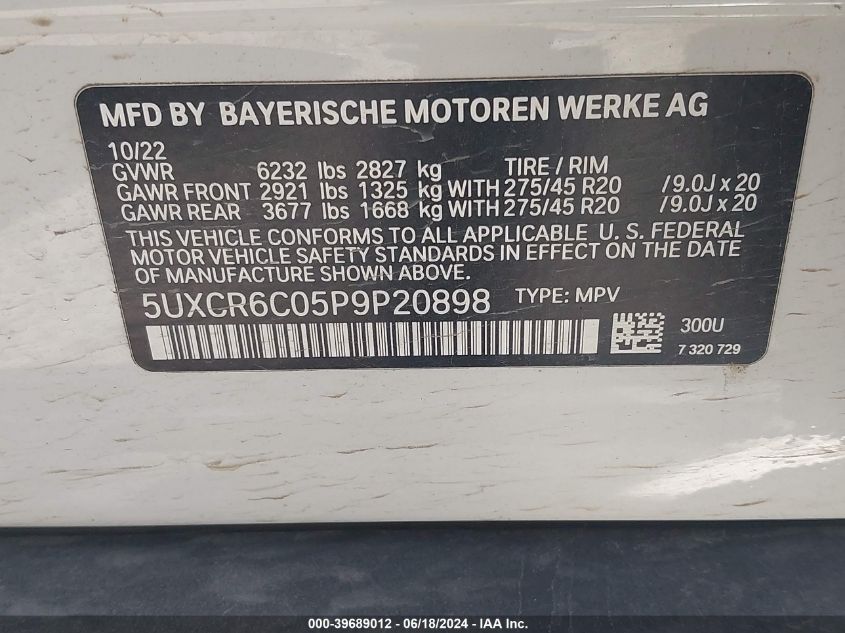 MFD BY BAYERISCHE MOTOREN WERKE AG
10/22
GVWR 6232 lbs 2827 kg TIRE / RIM
GAWR FRONT 2921 lbs 1325 kg WITH 275/45 R20 /9.0J x 20
GAWR REAR 3677 lbs 1668 kg WITH 275/45 R20 /9.0J x 20
THIS VEHICLE CONFORMS TO ALL APPLICABLE U. S. FEDERAL
MOTOR VEHICLE SAFETY STANDARDS IN EFFECT ON THE DATE
OF MANUFACTURE SHOWN ABOVE.
5UXCR6C05P9P20898 TYPE: MPV
300U
7 320 729
000-39689012 - 06/18/2024 - IAA Inc.